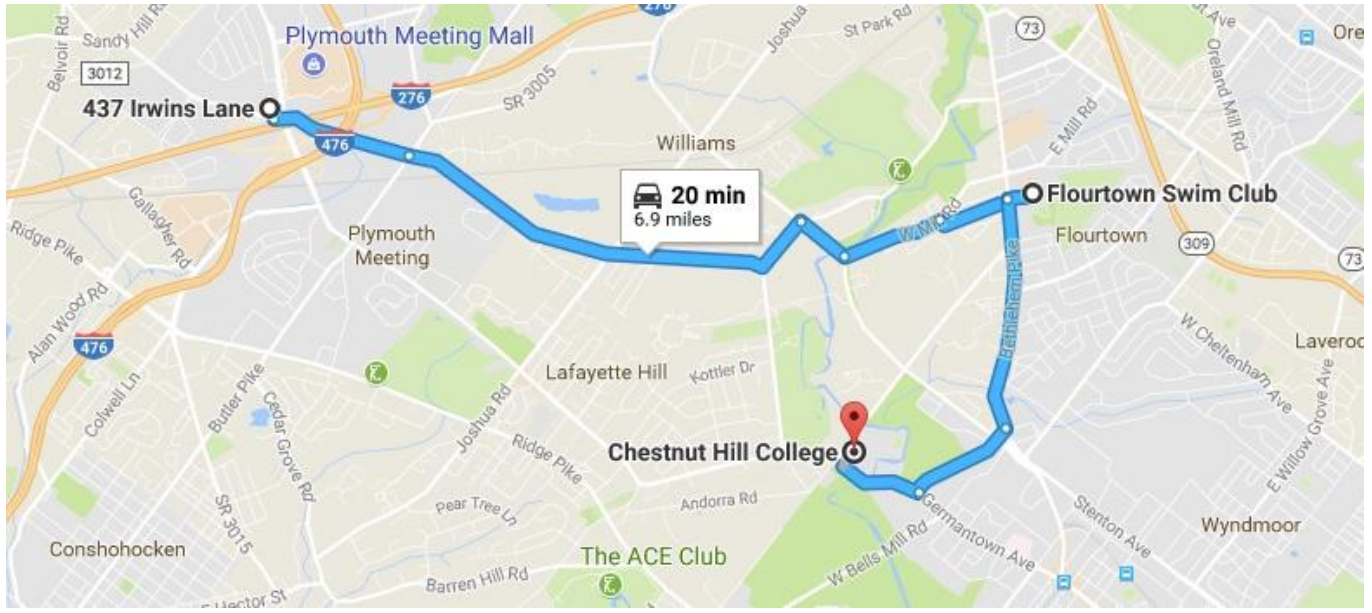 276
Belvoir Rd
Sandy Hill Rd
Plymouth Meeting Mall
Joshua
St Park Rd
73
Oreland Mill Rd
Ore
3012
437 Irwins Lane
276
SR 3005
476
Williams
E Mill Rd
20 min
6.9 miles
Flourtown Swim Club
Gallagher Rd
Ridge Pike
Plymouth
Meeting
W Mill Rd
Flourtown
309
73
Alan Wood Rd
476
Bethlehem Pike
W Cheltenham Ave
Laveroc
Colwell Ln
Butler Pike
Cedar Grove Rd
Lafayette Hill
Kottler Dr
Joshua Rd
Ridge Pike
Chestnut Hill College
E Willow Grove Ave
Andorra Rd
Pear Tree Ln
SR 3015
Germantown Ave
Stenton Ave
Wyndmoor
Conshohocken
The ACE Club
W Bells Mill Rd
Barren Hill Rd
E Hector St